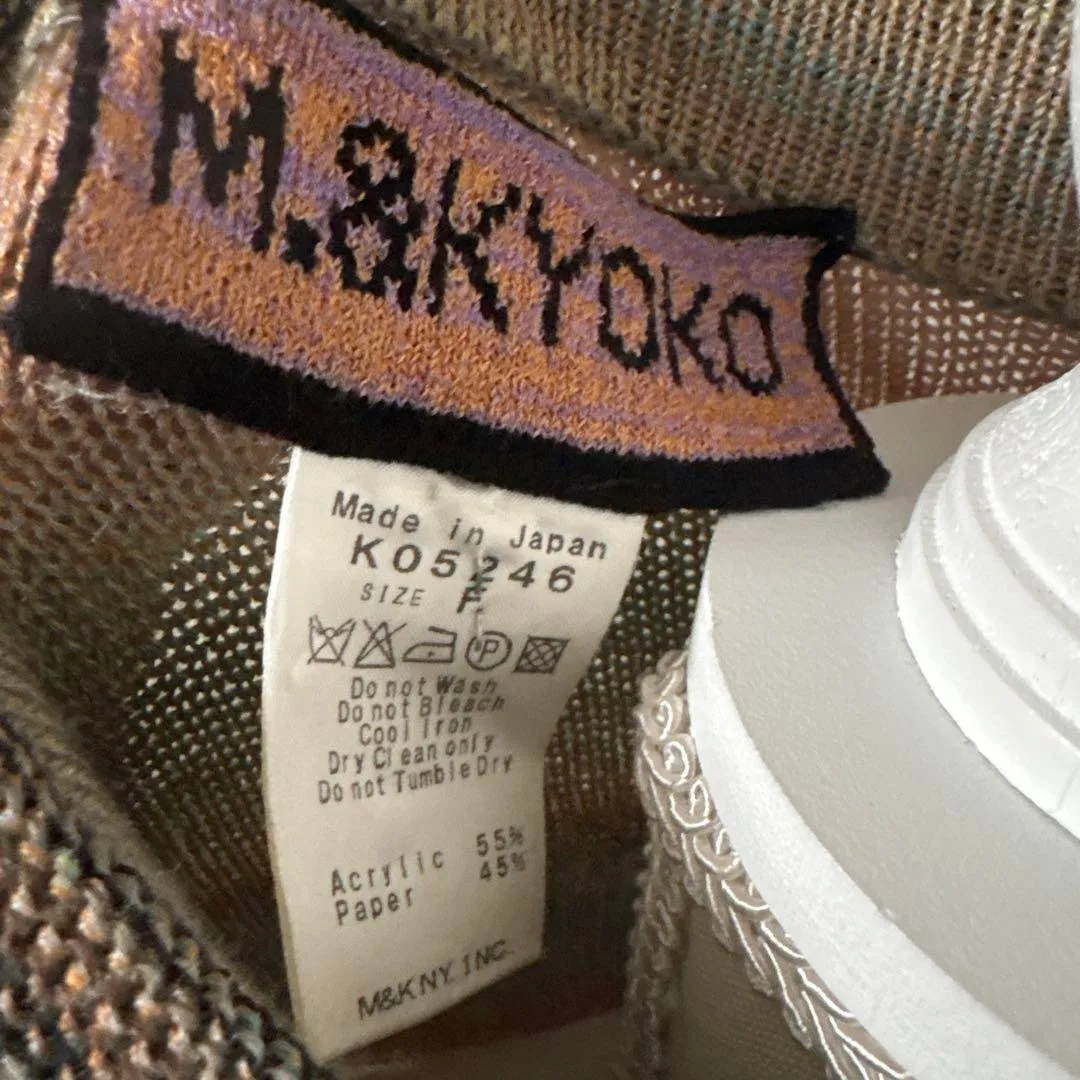 M.&KYOKO
Made in Japan
K05246
SIZE F
P
Do not Wash
Do not Bleach
Cool Iron
Dry Clean only
Do not Tumble Dry
Acrylic 55%
Paper 45%
M&K NY. INC.